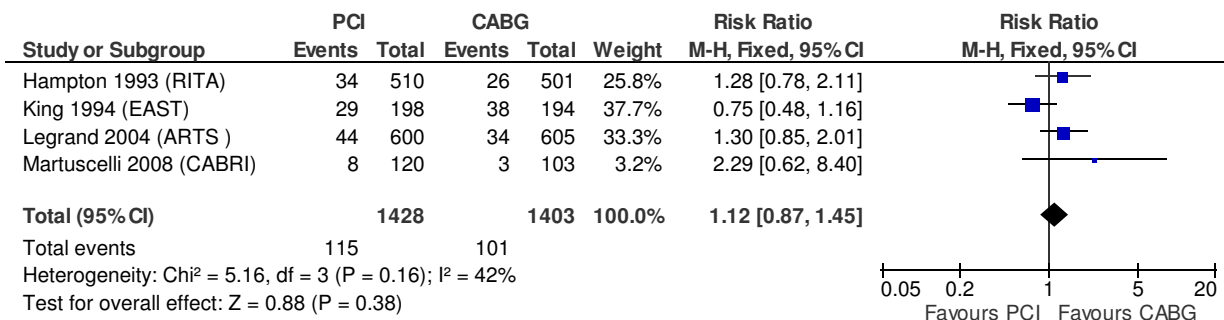 PCI CABG Risk Ratio Risk Ratio
Study or Subgroup Events Total Events Total Weight M-H, Fixed, 95% CI M-H, Fixed, 95% CI
Hampton 1993 (RITA) 34 510 26 501 25.8% 1.28 [0.78, 2.11]
King 1994 (EAST) 29 198 38 194 37.7% 0.75 [0.48, 1.16]
Legrand 2004 (ARTS ) 44 600 34 605 33.3% 1.30 [0.85, 2.01]
Martuscelli 2008 (CABRI) 8 120 3 103 3.2% 2.29 [0.62, 8.40]
Total (95% CI) 1428 1403 100.0% 1.12 [0.87, 1.45]
Total events 115 101
Heterogeneity: Chi² = 5.16, df = 3 (P = 0.16); I² = 42%
Test for overall effect: Z = 0.88 (P = 0.38)
0.05 0.2 1 5 20
Favours PCI Favours CABG